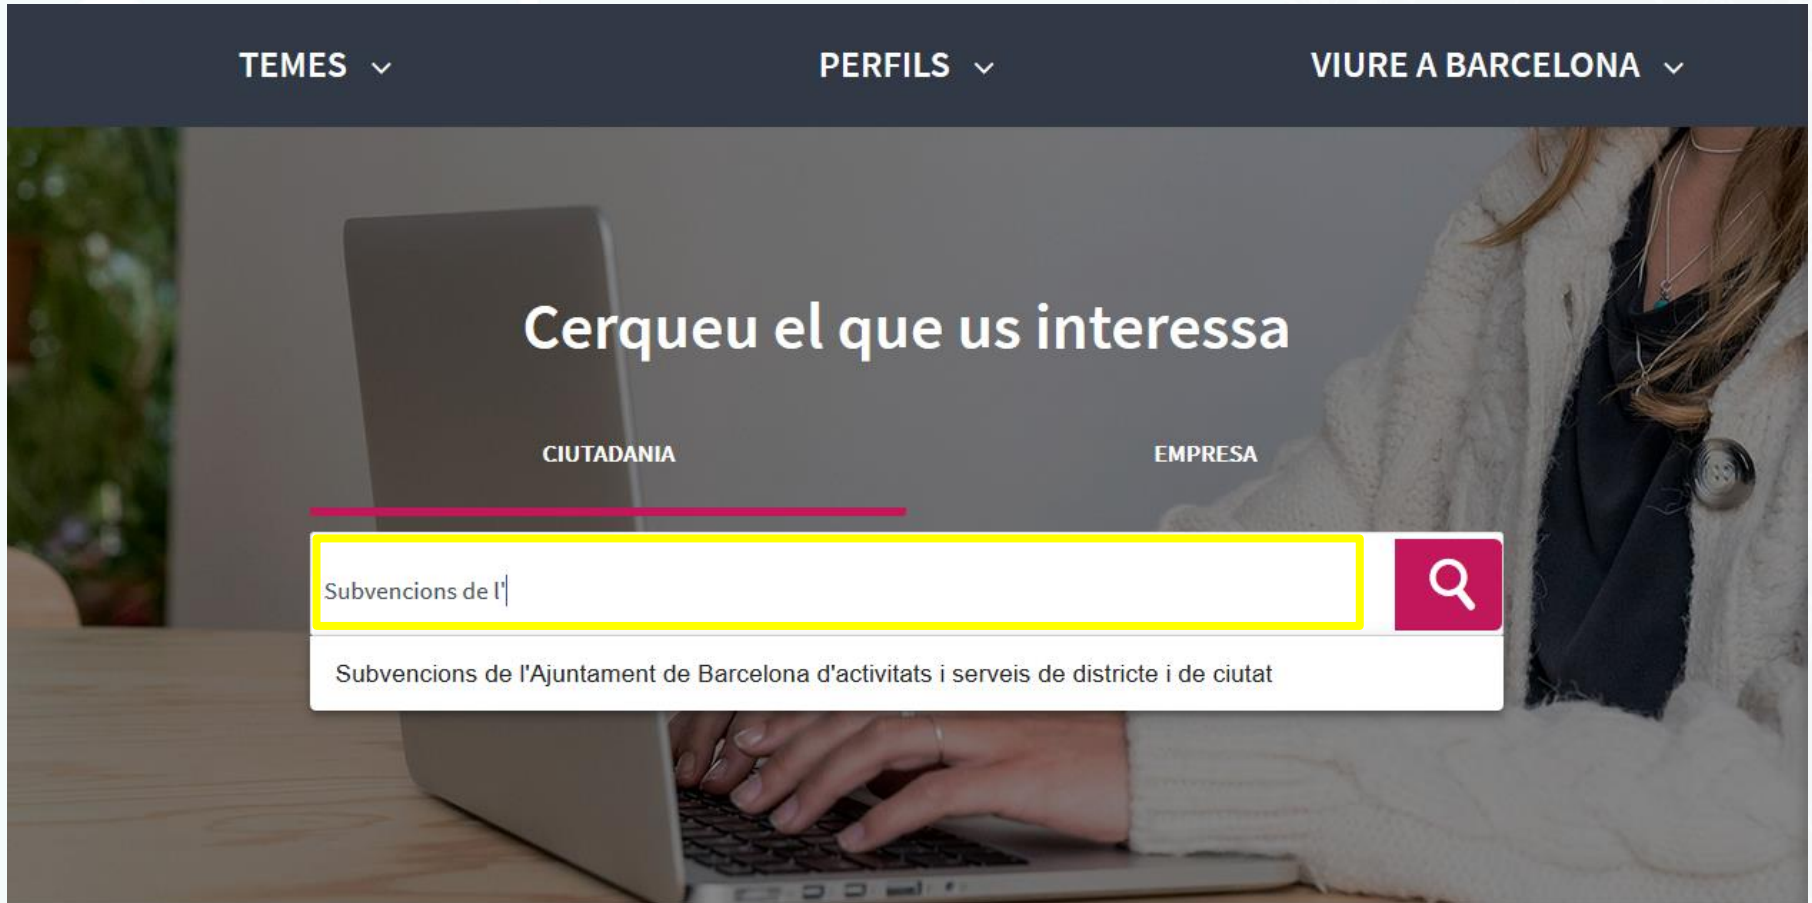 TEMES
PERFILS
VIURE A BARCELONA
Cerqueu el que us interessa
CIUTADANIA
EMPRESA
Subvencions de l'
Subvencions de l'Ajuntament de Barcelona d'activitats i serveis de districte i de ciutat